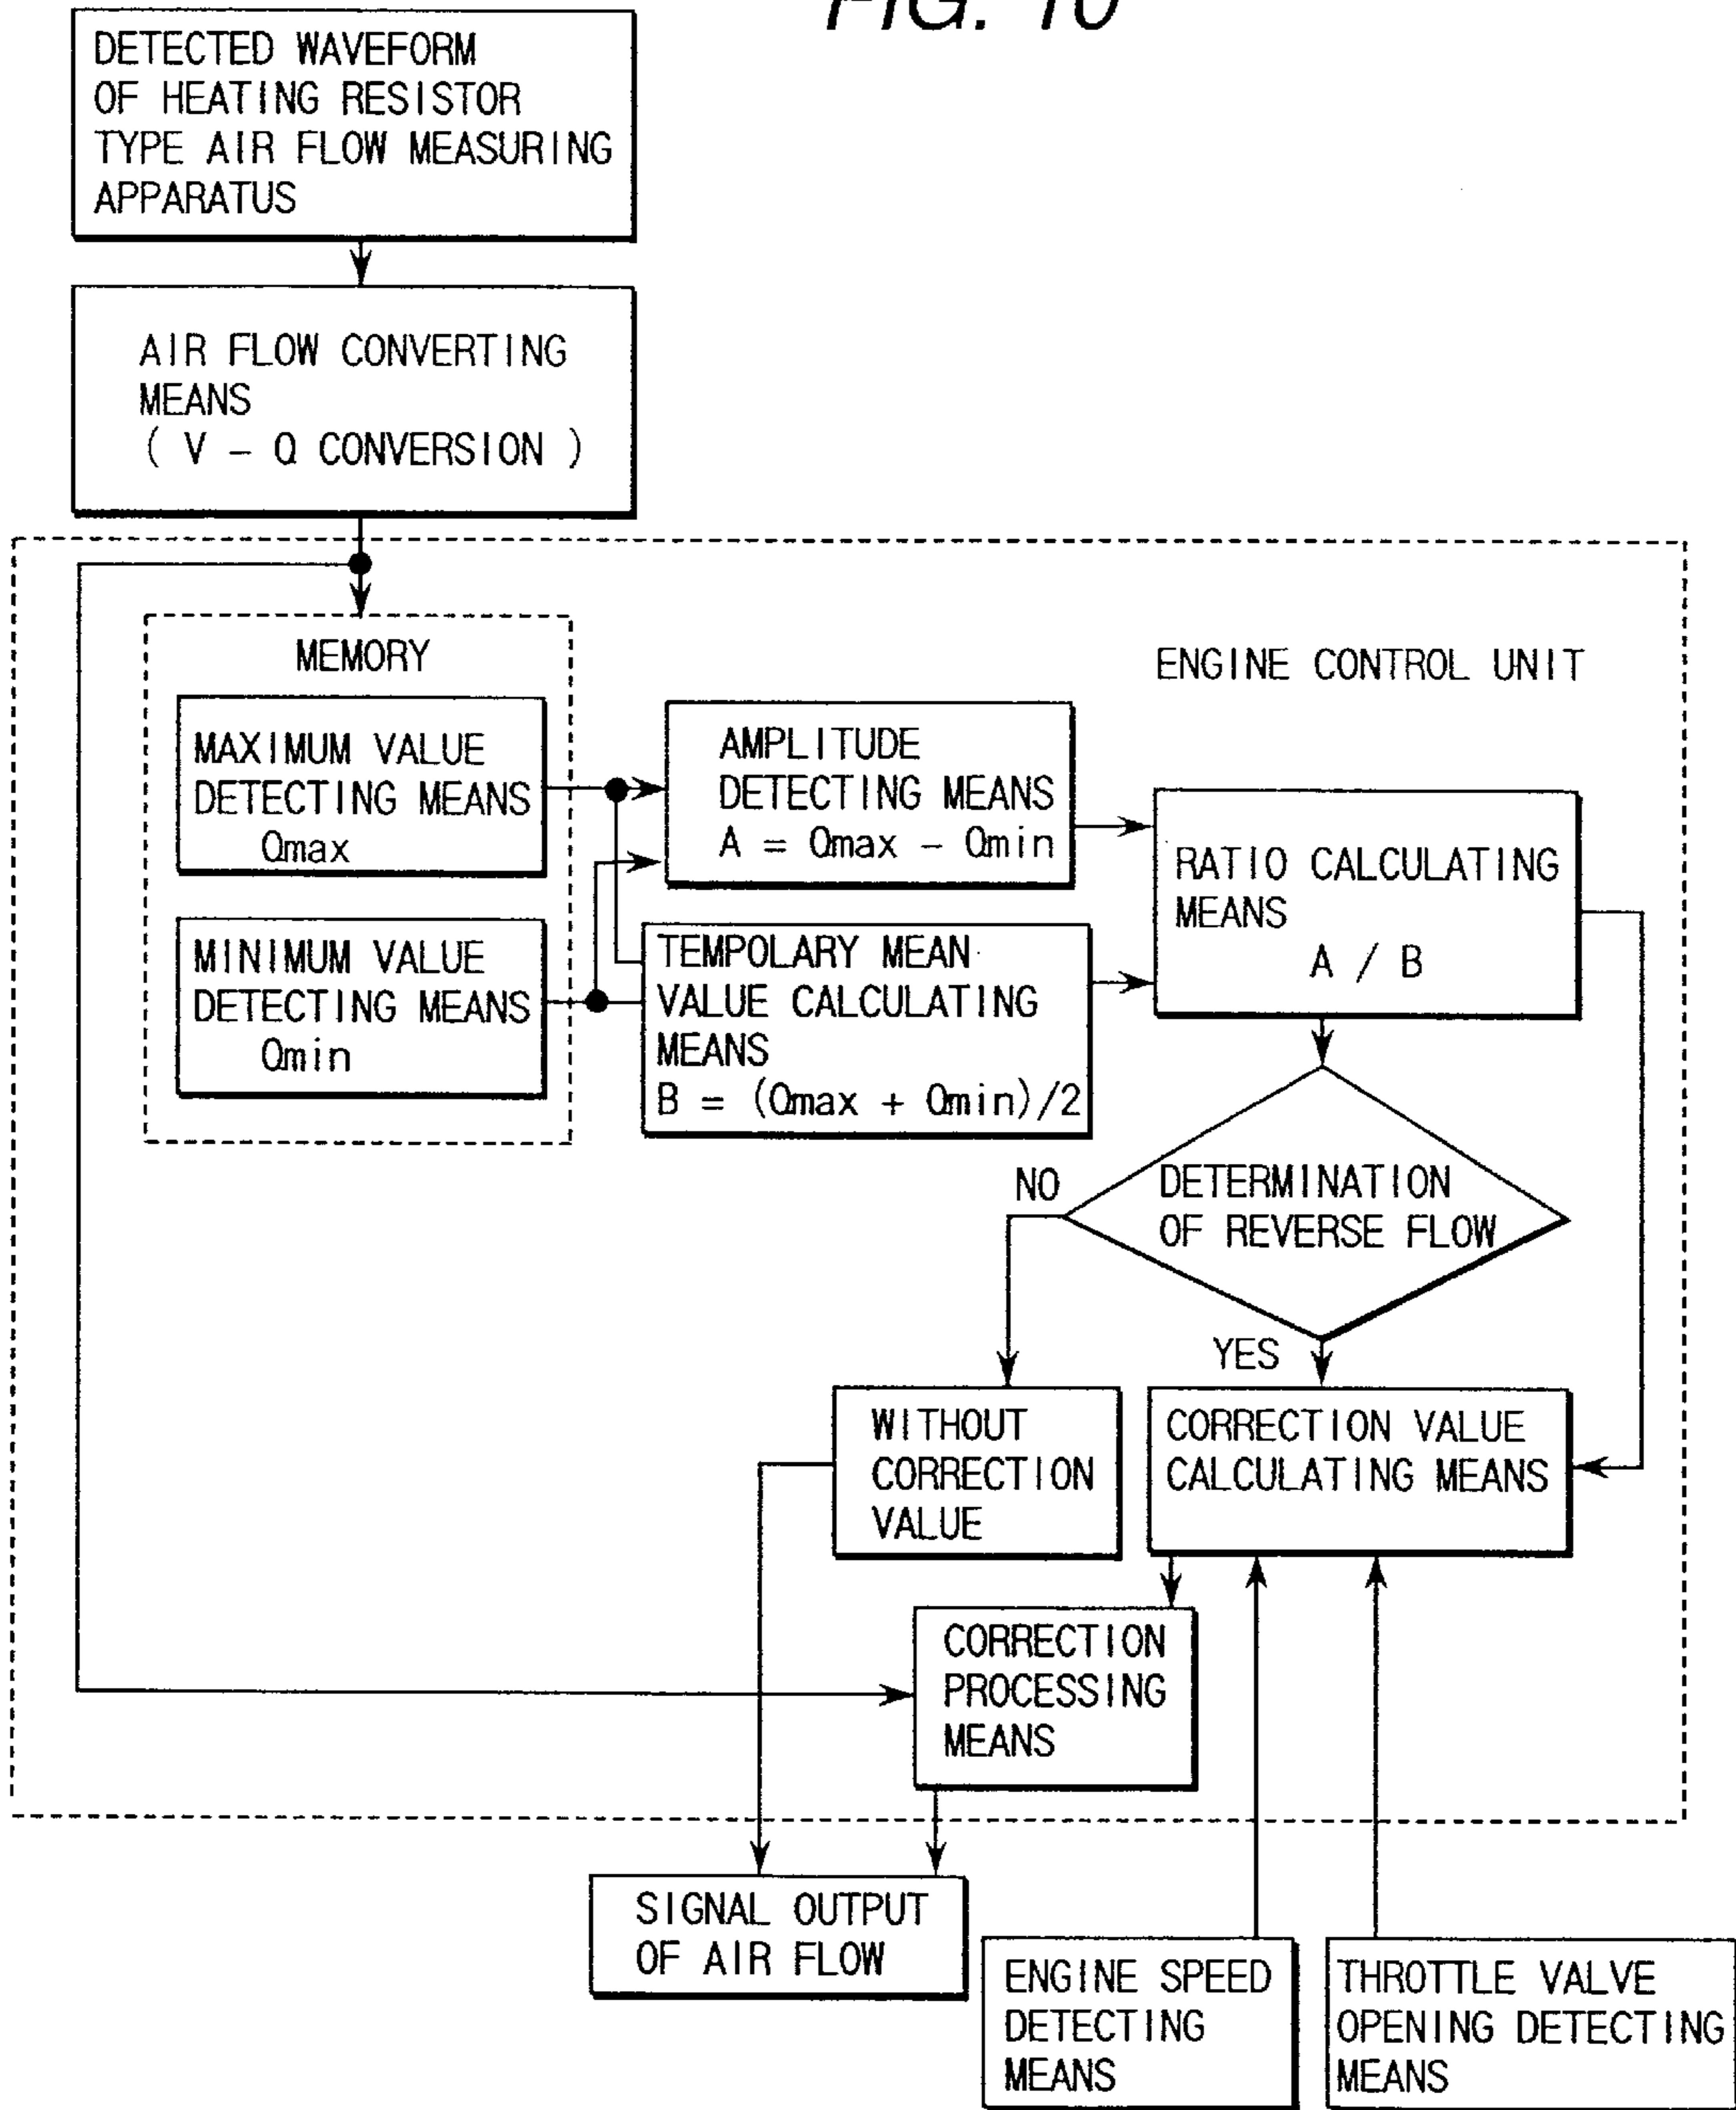 FIG. 10
DETECTED WAVEFORM
OF HEATING RESISTOR
TYPE AIR FLOW MEASURING
APPARATUS
AIR FLOW CONVERTING
MEANS
( V - Q CONVERSION )
MEMORY
ENGINE CONTROL UNIT
MAXIMUM VALUE
DETECTING MEANS
Qmax
AMPLITUDE
DETECTING MEANS
A = Qmax - Qmin
RATIO CALCULATING
MEANS
A / B
MINIMUM VALUE
DETECTING MEANS
Qmin
TEMPOLARY MEAN
VALUE CALCULATING
MEANS
B = (Qmax + Qmin)/2
NO
DETERMINATION
OF REVERSE FLOW
YES
WITHOUT
CORRECTION
VALUE
CORRECTION VALUE
CALCULATING MEANS
CORRECTION
PROCESSING
MEANS
SIGNAL OUTPUT
OF AIR FLOW
ENGINE SPEED
DETECTING
MEANS
THROTTLE VALVE
OPENING DETECTING
MEANS